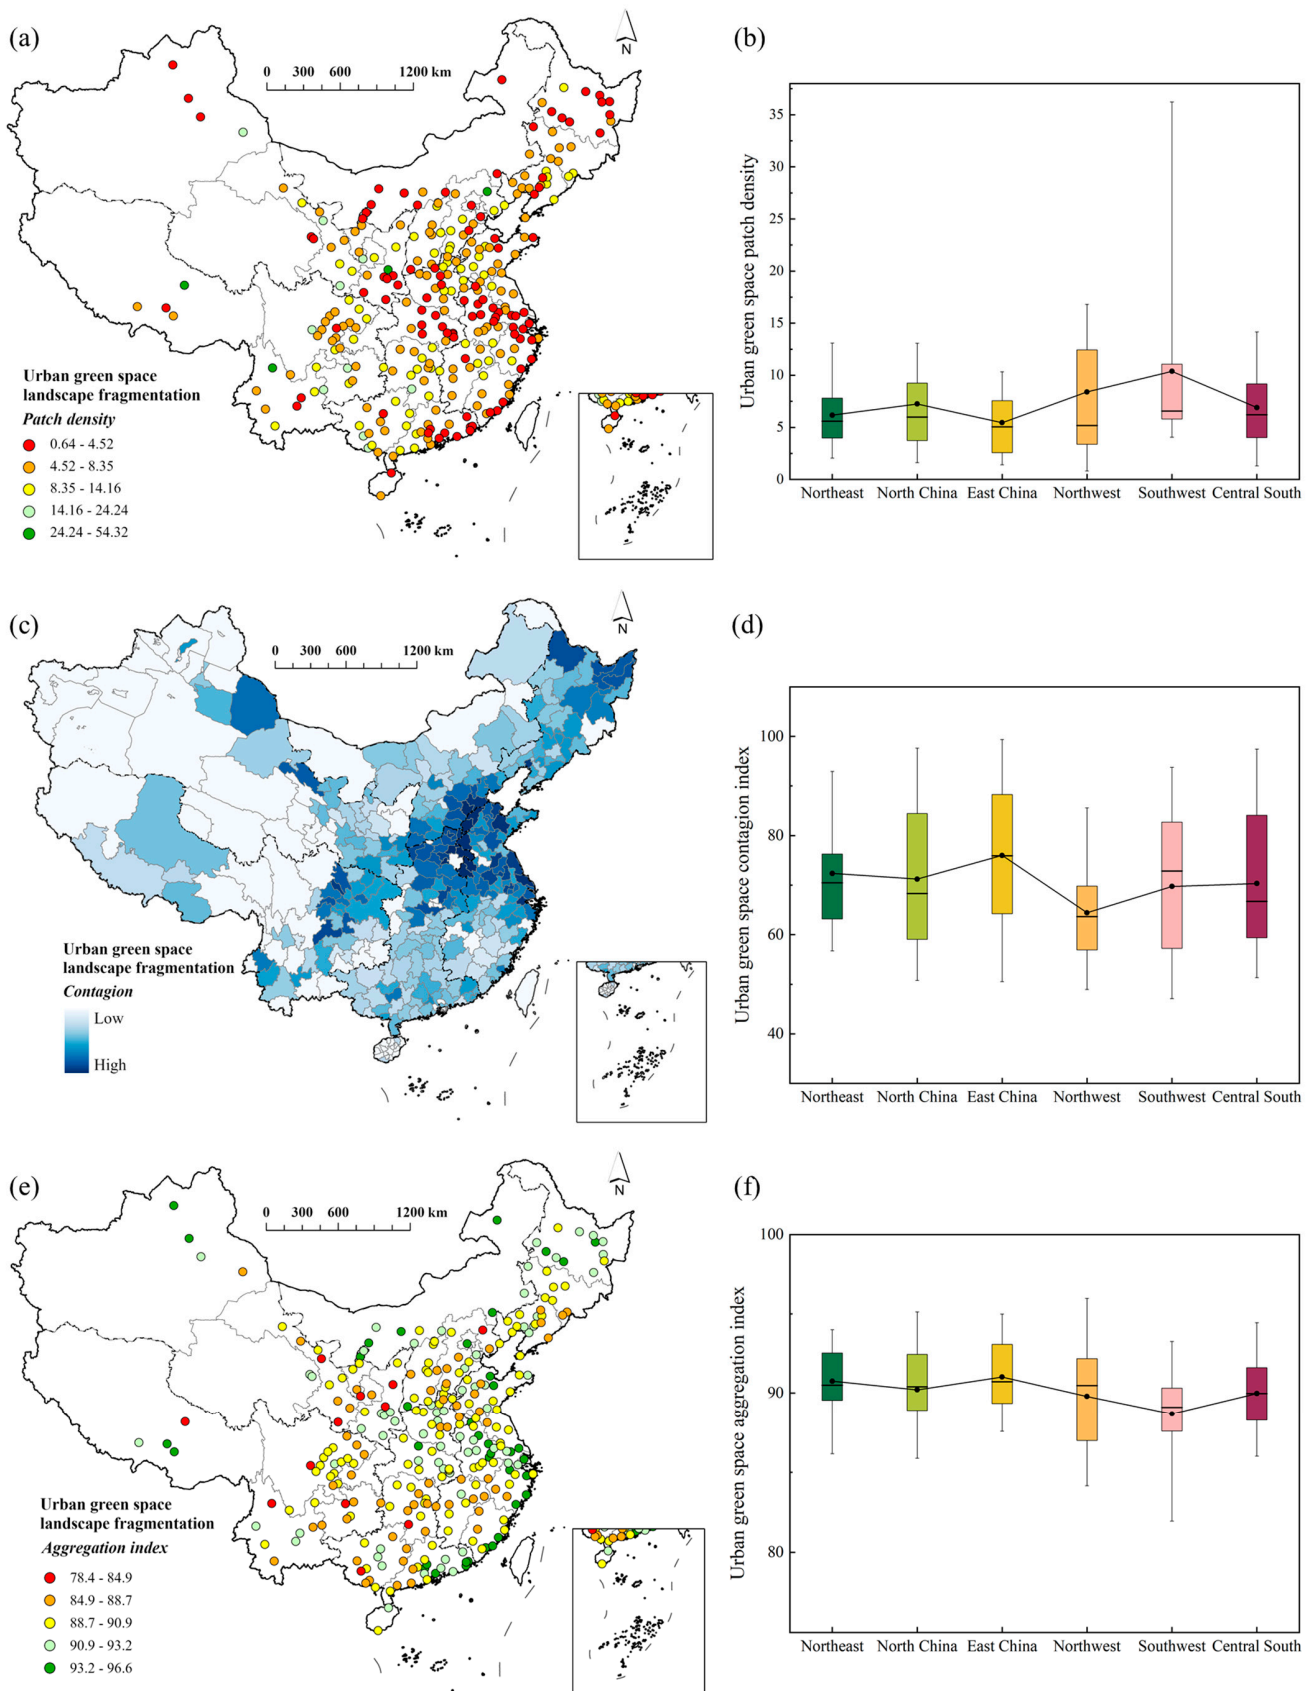 (a)
N
0 300 600 1200 km
Urban green space
landscape fragmentation
Patch density
0.64 - 4.52
4.52 - 8.35
8.35 - 14.16
14.16 - 24.24
24.24 - 54.32
(b)
Urban green space patch density
35
30
25
20
15
10
5
0
Northeast North China East China Northwest Southwest Central South
(c)
N
0 300 600 1200 km
Urban green space
landscape fragmentation
Contagion
Low
High
(d)
Urban green space contagion index
100
80
60
40
Northeast North China East China Northwest Southwest Central South
(e)
N
0 300 600 1200 km
Urban green space
landscape fragmentation
Aggregation index
78.4 - 84.9
84.9 - 88.7
88.7 - 90.9
90.9 - 93.2
93.2 - 96.6
(f)
Urban green space aggregation index
100
90
80
Northeast North China East China Northwest Southwest Central South